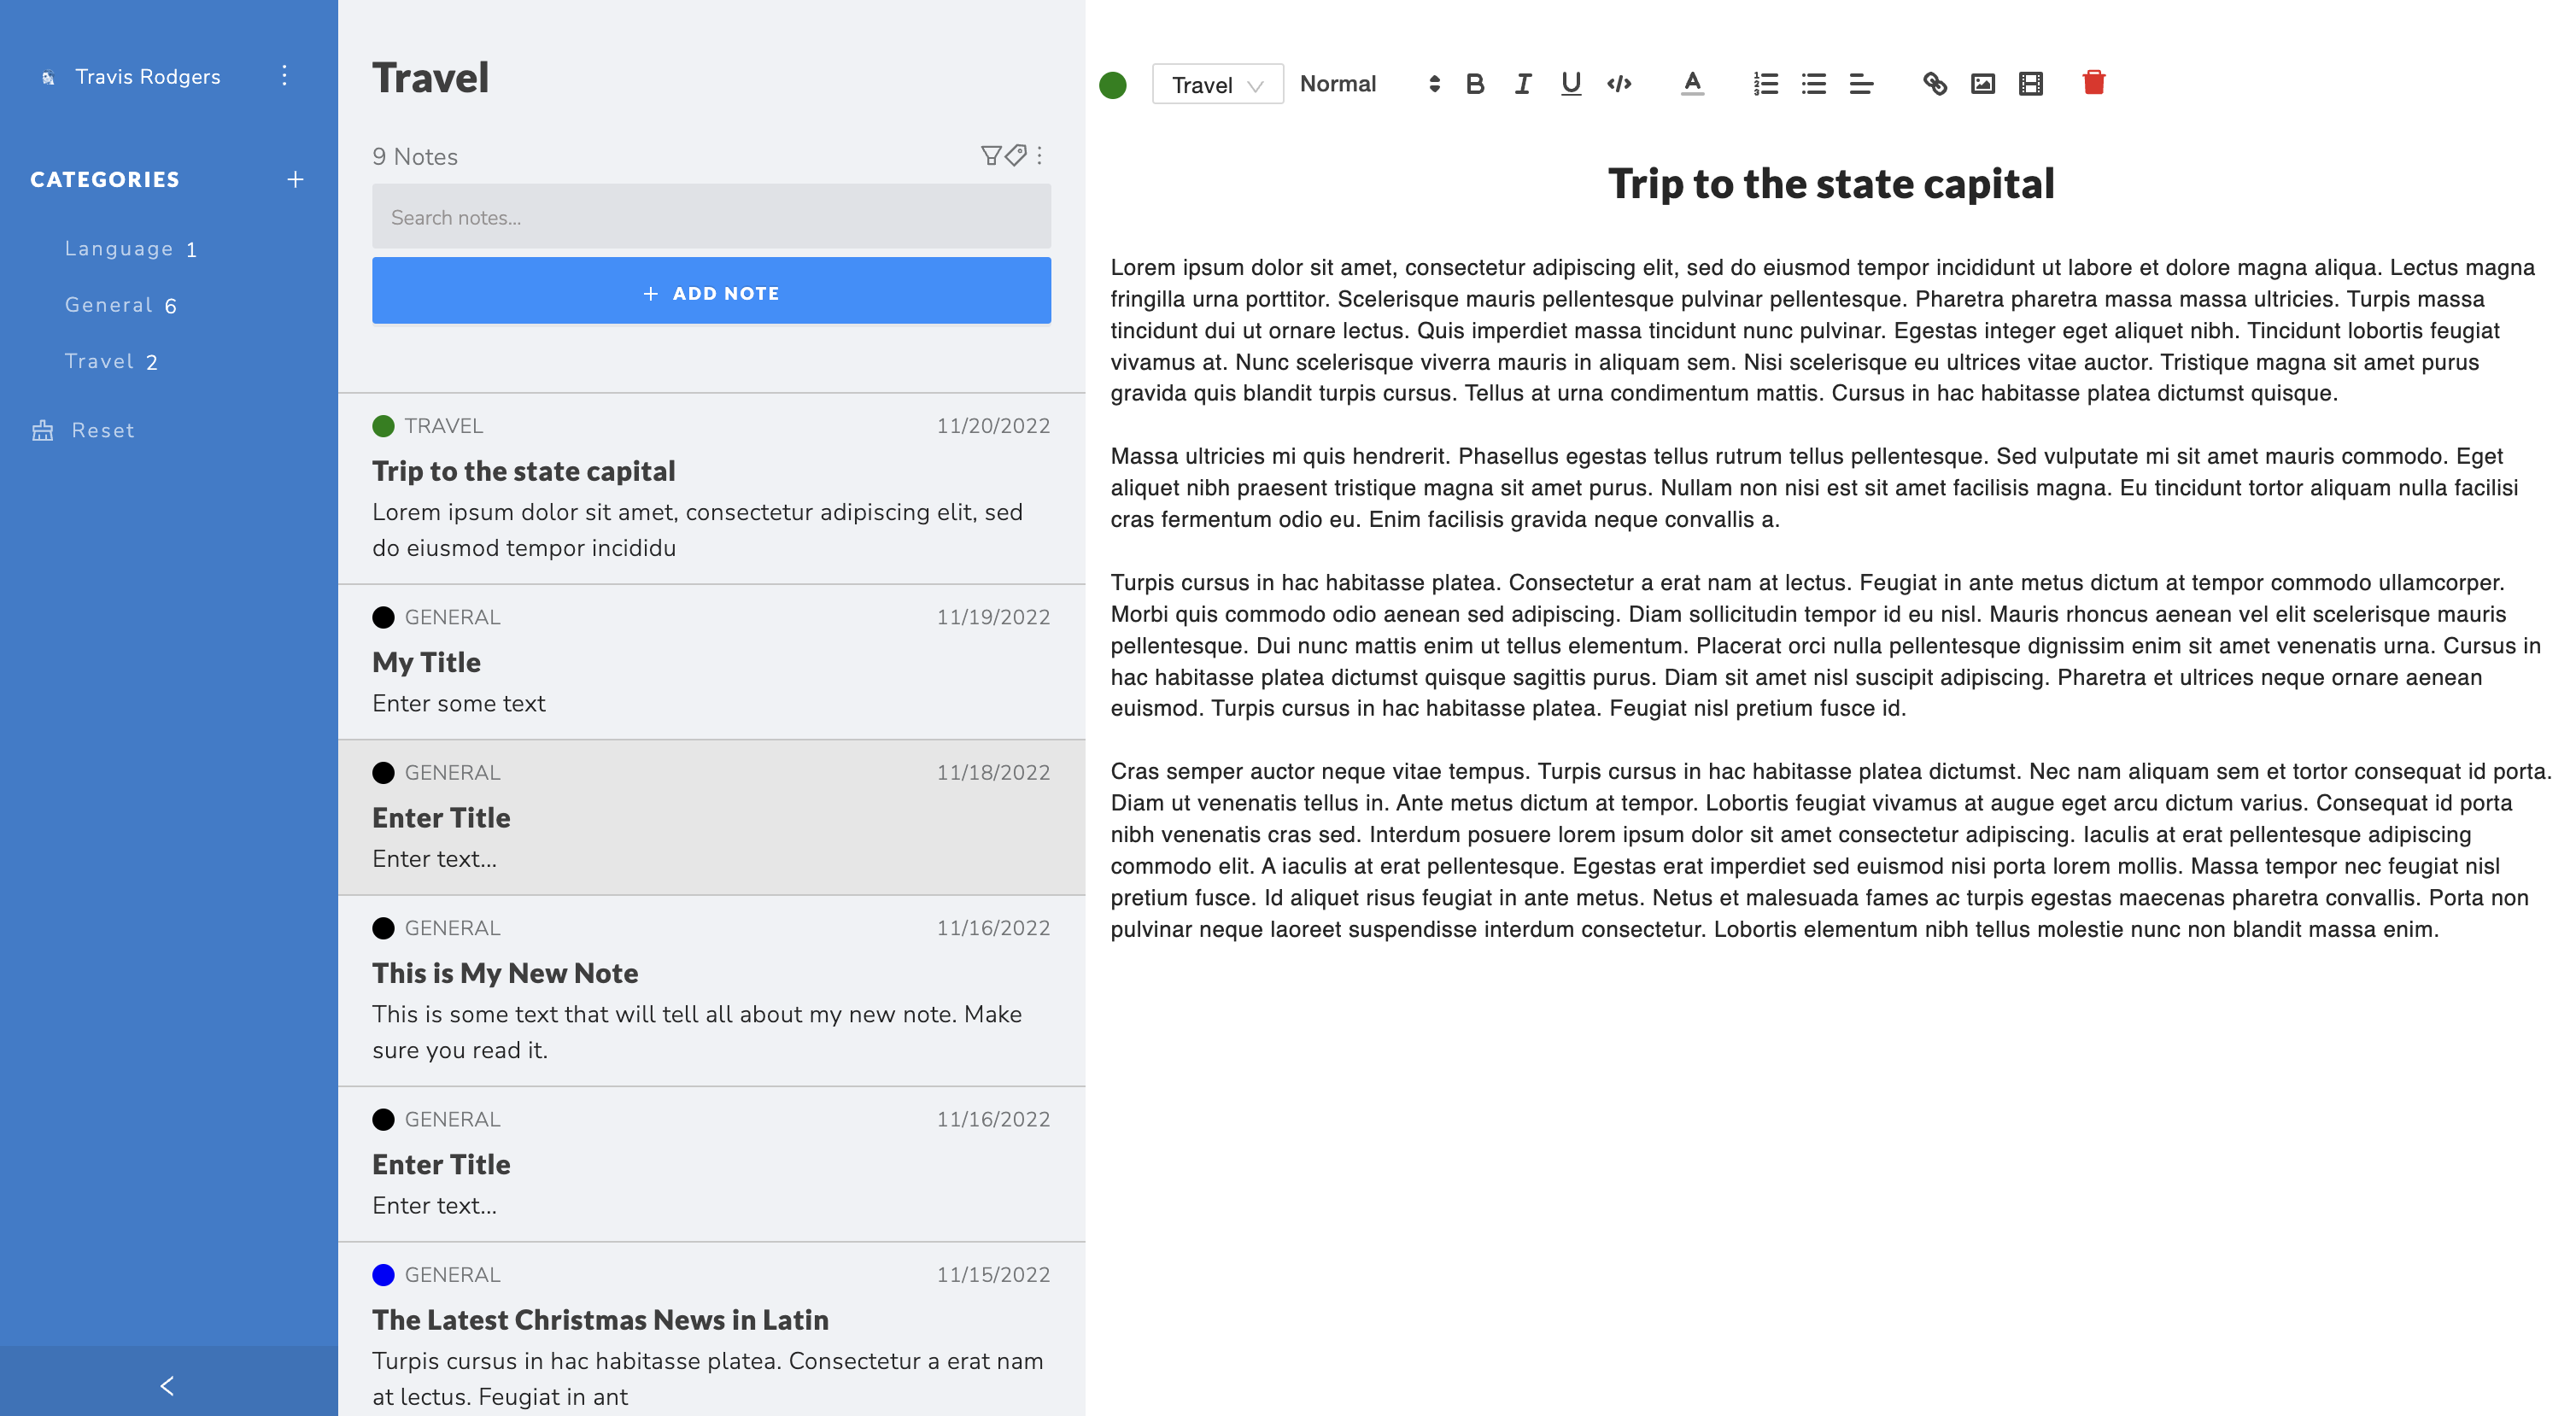 Travis Rodgers
CATEGORIES
Language 1
General 6
Travel 2
Reset
Travel
9 Notes
Search notes...
+ ADD NOTE
TRAVEL 11/20/2022
Trip to the state capital
Lorem ipsum dolor sit amet, consectetur adipiscing elit, sed
do eiusmod tempor incididu
GENERAL 11/19/2022
My Title
Enter some text
GENERAL 11/18/2022
Enter Title
Enter text...
GENERAL 11/16/2022
This is My New Note
This is some text that will tell all about my new note. Make
sure you read it.
GENERAL 11/16/2022
Enter Title
Enter text...
GENERAL 11/15/2022
The Latest Christmas News in Latin
Turpis cursus in hac habitasse platea. Consectetur a erat nam
at lectus. Feugiat in ant
Travel Normal
Trip to the state capital
Lorem ipsum dolor sit amet, consectetur adipiscing elit, sed do eiusmod tempor incididunt ut labore et dolore magna aliqua. Lectus magna
fringilla urna porttitor. Scelerisque mauris pellentesque pulvinar pellentesque. Pharetra pharetra massa massa ultricies. Turpis massa
tincidunt dui ut ornare lectus. Quis imperdiet massa tincidunt nunc pulvinar. Egestas integer eget aliquet nibh. Tincidunt lobortis feugiat
vivamus at. Nunc scelerisque viverra mauris in aliquam sem. Nisi scelerisque eu ultrices vitae auctor. Tristique magna sit amet purus
gravida quis blandit turpis cursus. Tellus at urna condimentum mattis. Cursus in hac habitasse platea dictumst quisque.
Massa ultricies mi quis hendrerit. Phasellus egestas tellus rutrum tellus pellentesque. Sed vulputate mi sit amet mauris commodo. Eget
aliquet nibh praesent tristique magna sit amet purus. Nullam non nisi est sit amet facilisis magna. Eu tincidunt tortor aliquam nulla facilisi
cras fermentum odio eu. Enim facilisis gravida neque convallis a.
Turpis cursus in hac habitasse platea. Consectetur a erat nam at lectus. Feugiat in ante metus dictum at tempor commodo ullamcorper.
Morbi quis commodo odio aenean sed adipiscing. Diam sollicitudin tempor id eu nisl. Mauris rhoncus aenean vel elit scelerisque mauris
pellentesque. Dui nunc mattis enim ut tellus elementum. Placerat orci nulla pellentesque dignissim enim sit amet venenatis urna. Cursus in
hac habitasse platea dictumst quisque sagittis purus. Diam sit amet nisl suscipit adipiscing. Pharetra et ultrices neque ornare aenean
euismod. Turpis cursus in hac habitasse platea. Feugiat nisl pretium fusce id.
Cras semper auctor neque vitae tempus. Turpis cursus in hac habitasse platea dictumst. Nec nam aliquam sem et tortor consequat id porta.
Diam ut venenatis tellus in. Ante metus dictum at tempor. Lobortis feugiat vivamus at augue eget arcu dictum varius. Consequat id porta
nibh venenatis cras sed. Interdum posuere lorem ipsum dolor sit amet consectetur adipiscing. Iaculis at erat pellentesque adipiscing
commodo elit. A iaculis at erat pellentesque. Egestas erat imperdiet sed euismod nisi porta lorem mollis. Massa tempor nec feugiat nisl
pretium fusce. Id aliquet risus feugiat in ante metus. Netus et malesuada fames ac turpis egestas maecenas pharetra convallis. Porta non
pulvinar neque laoreet suspendisse interdum consectetur. Lobortis elementum nibh tellus molestie nunc non blandit massa enim.